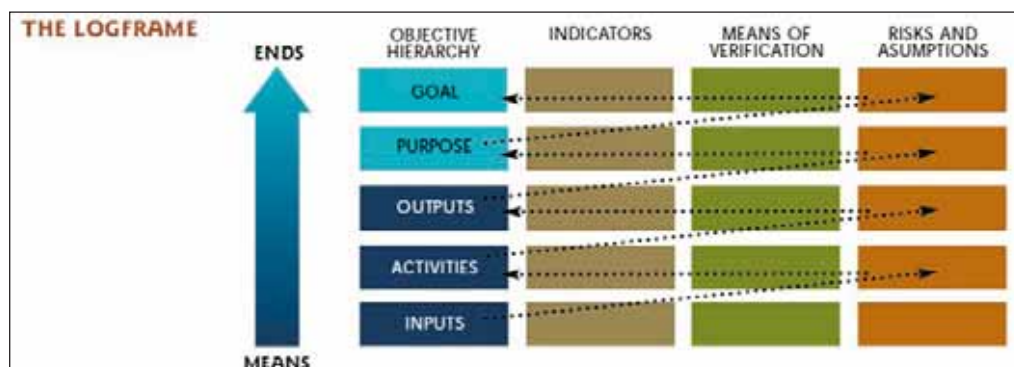 THE LOGFRAME
ENDS
OBJECTIVE
HIERARCHY
INDICATORS
MEANS OF
VERIFICATION
RISKS AND
ASUMPTIONS
GOAL
PURPOSE
OUTPUTS
ACTIVITIES
INPUTS
MEANS